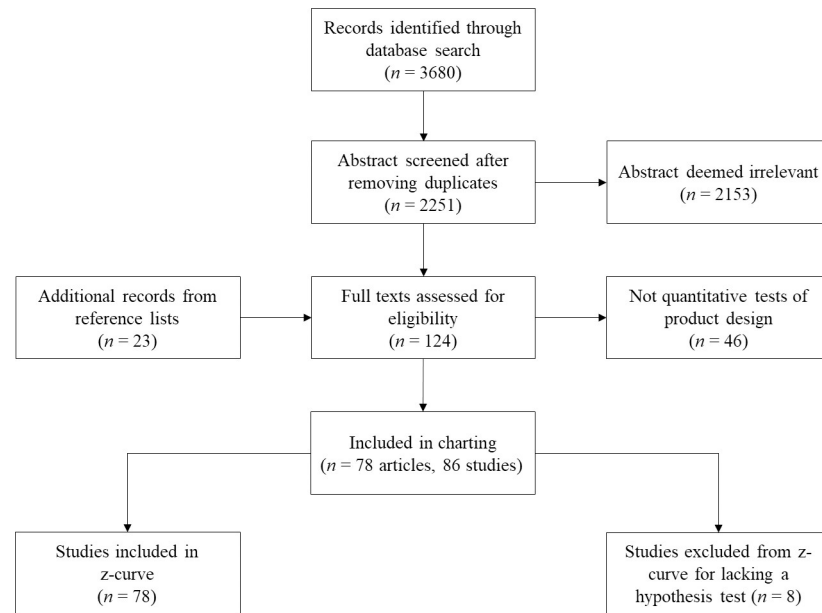 Records identified through
database search
(n = 3680)
Abstract screened after
removing duplicates
(n = 2251)
Abstract deemed irrelevant
(n = 2153)
Additional records from
reference lists
(n = 23)
Full texts assessed for
eligibility
(n = 124)
Not quantitative tests of
product design
(n = 46)
Included in charting
(n = 78 articles, 86 studies)
Studies included in
z-curve
(n = 78)
Studies excluded from z-
curve for lacking a
hypothesis test (n = 8)